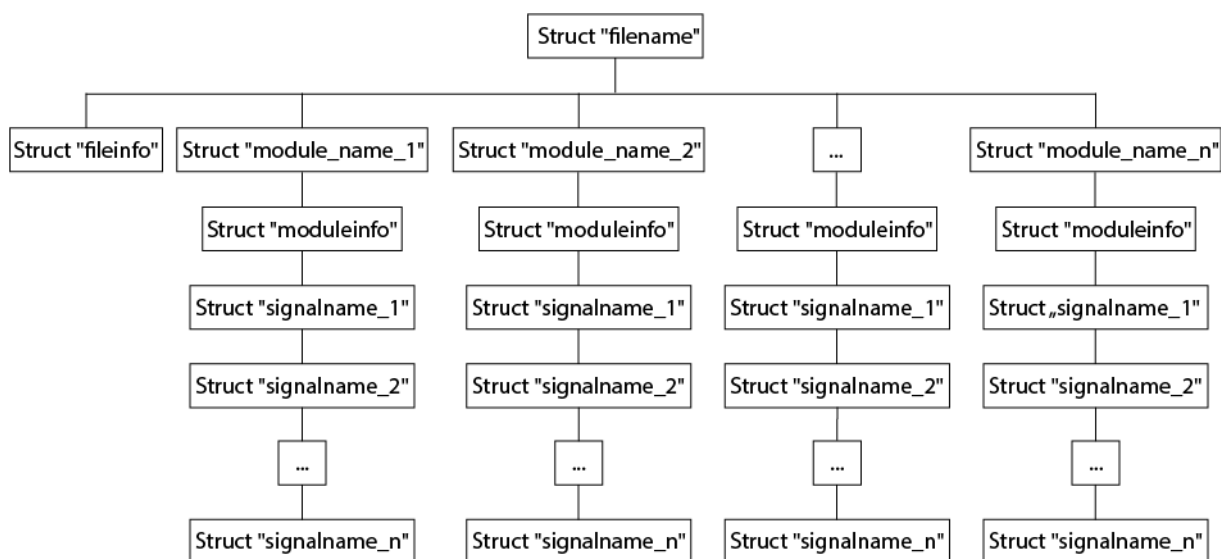 Struct "filename"
Struct "fileinfo"
Struct "module_name_1"
Struct "module_name_2"
...
Struct "module_name_n"
Struct "moduleinfo"
Struct "moduleinfo"
Struct "moduleinfo"
Struct "moduleinfo"
Struct "signalname_1"
Struct "signalname_1"
Struct "signalname_1"
Struct „signalname_1"
Struct "signalname_2"
Struct "signalname_2"
Struct "signalname_2"
Struct "signalname_2"
...
...
...
...
Struct "signalname_n"
Struct "signalname_n"
Struct "signalname_n"
Struct "signalname_n"